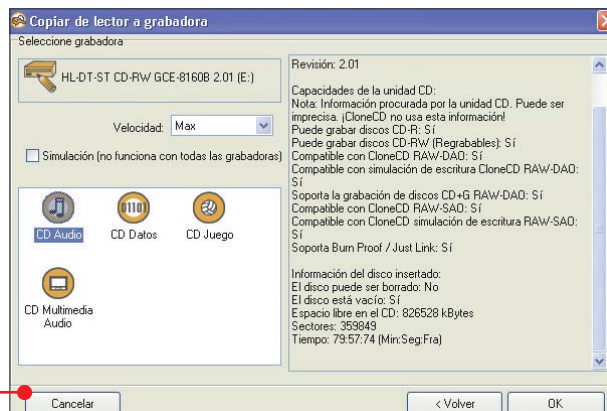 Copiar de lector a grabadora
Seleccione grabadora
HL-DT-ST CD-RW GCE-8160B 2.01 (E:)
Velocidad: Max
Simulación (no funciona con todas las grabadoras)
CD Audio
CD Datos
CD Juego
CD Multimedia
Audio
Revisión: 2.01
Capacidades de la unidad CD:
Nota: Información procurada por la unidad CD. Puede ser
imprecisa. ¡CloneCD no usa esta información!
Puede grabar discos CD-R: Sí
Puede grabar discos CD-RW (Regrabables): Sí
Compatible con CloneCD RAW-DAO: Sí
Compatible con simulación de escritura CloneCD RAW-DAO:
Sí
Soporta la grabación de discos CD+G RAW-DAO: Sí
Compatible con CloneCD RAW-SAO: Sí
Compatible CloneCD simulación de escritura RAW-SAO:
Sí
Soporta Burn Proof / Just Link: Sí
Información del disco insertado:
El disco puede ser borrado: No
El disco está vacío: Sí
Espacio libre en el CD: 826528 kBytes
Sectores: 359849
Tiempo: 79:57:74 (Min:Seg:Fra)
Cancelar
< Volver
OK